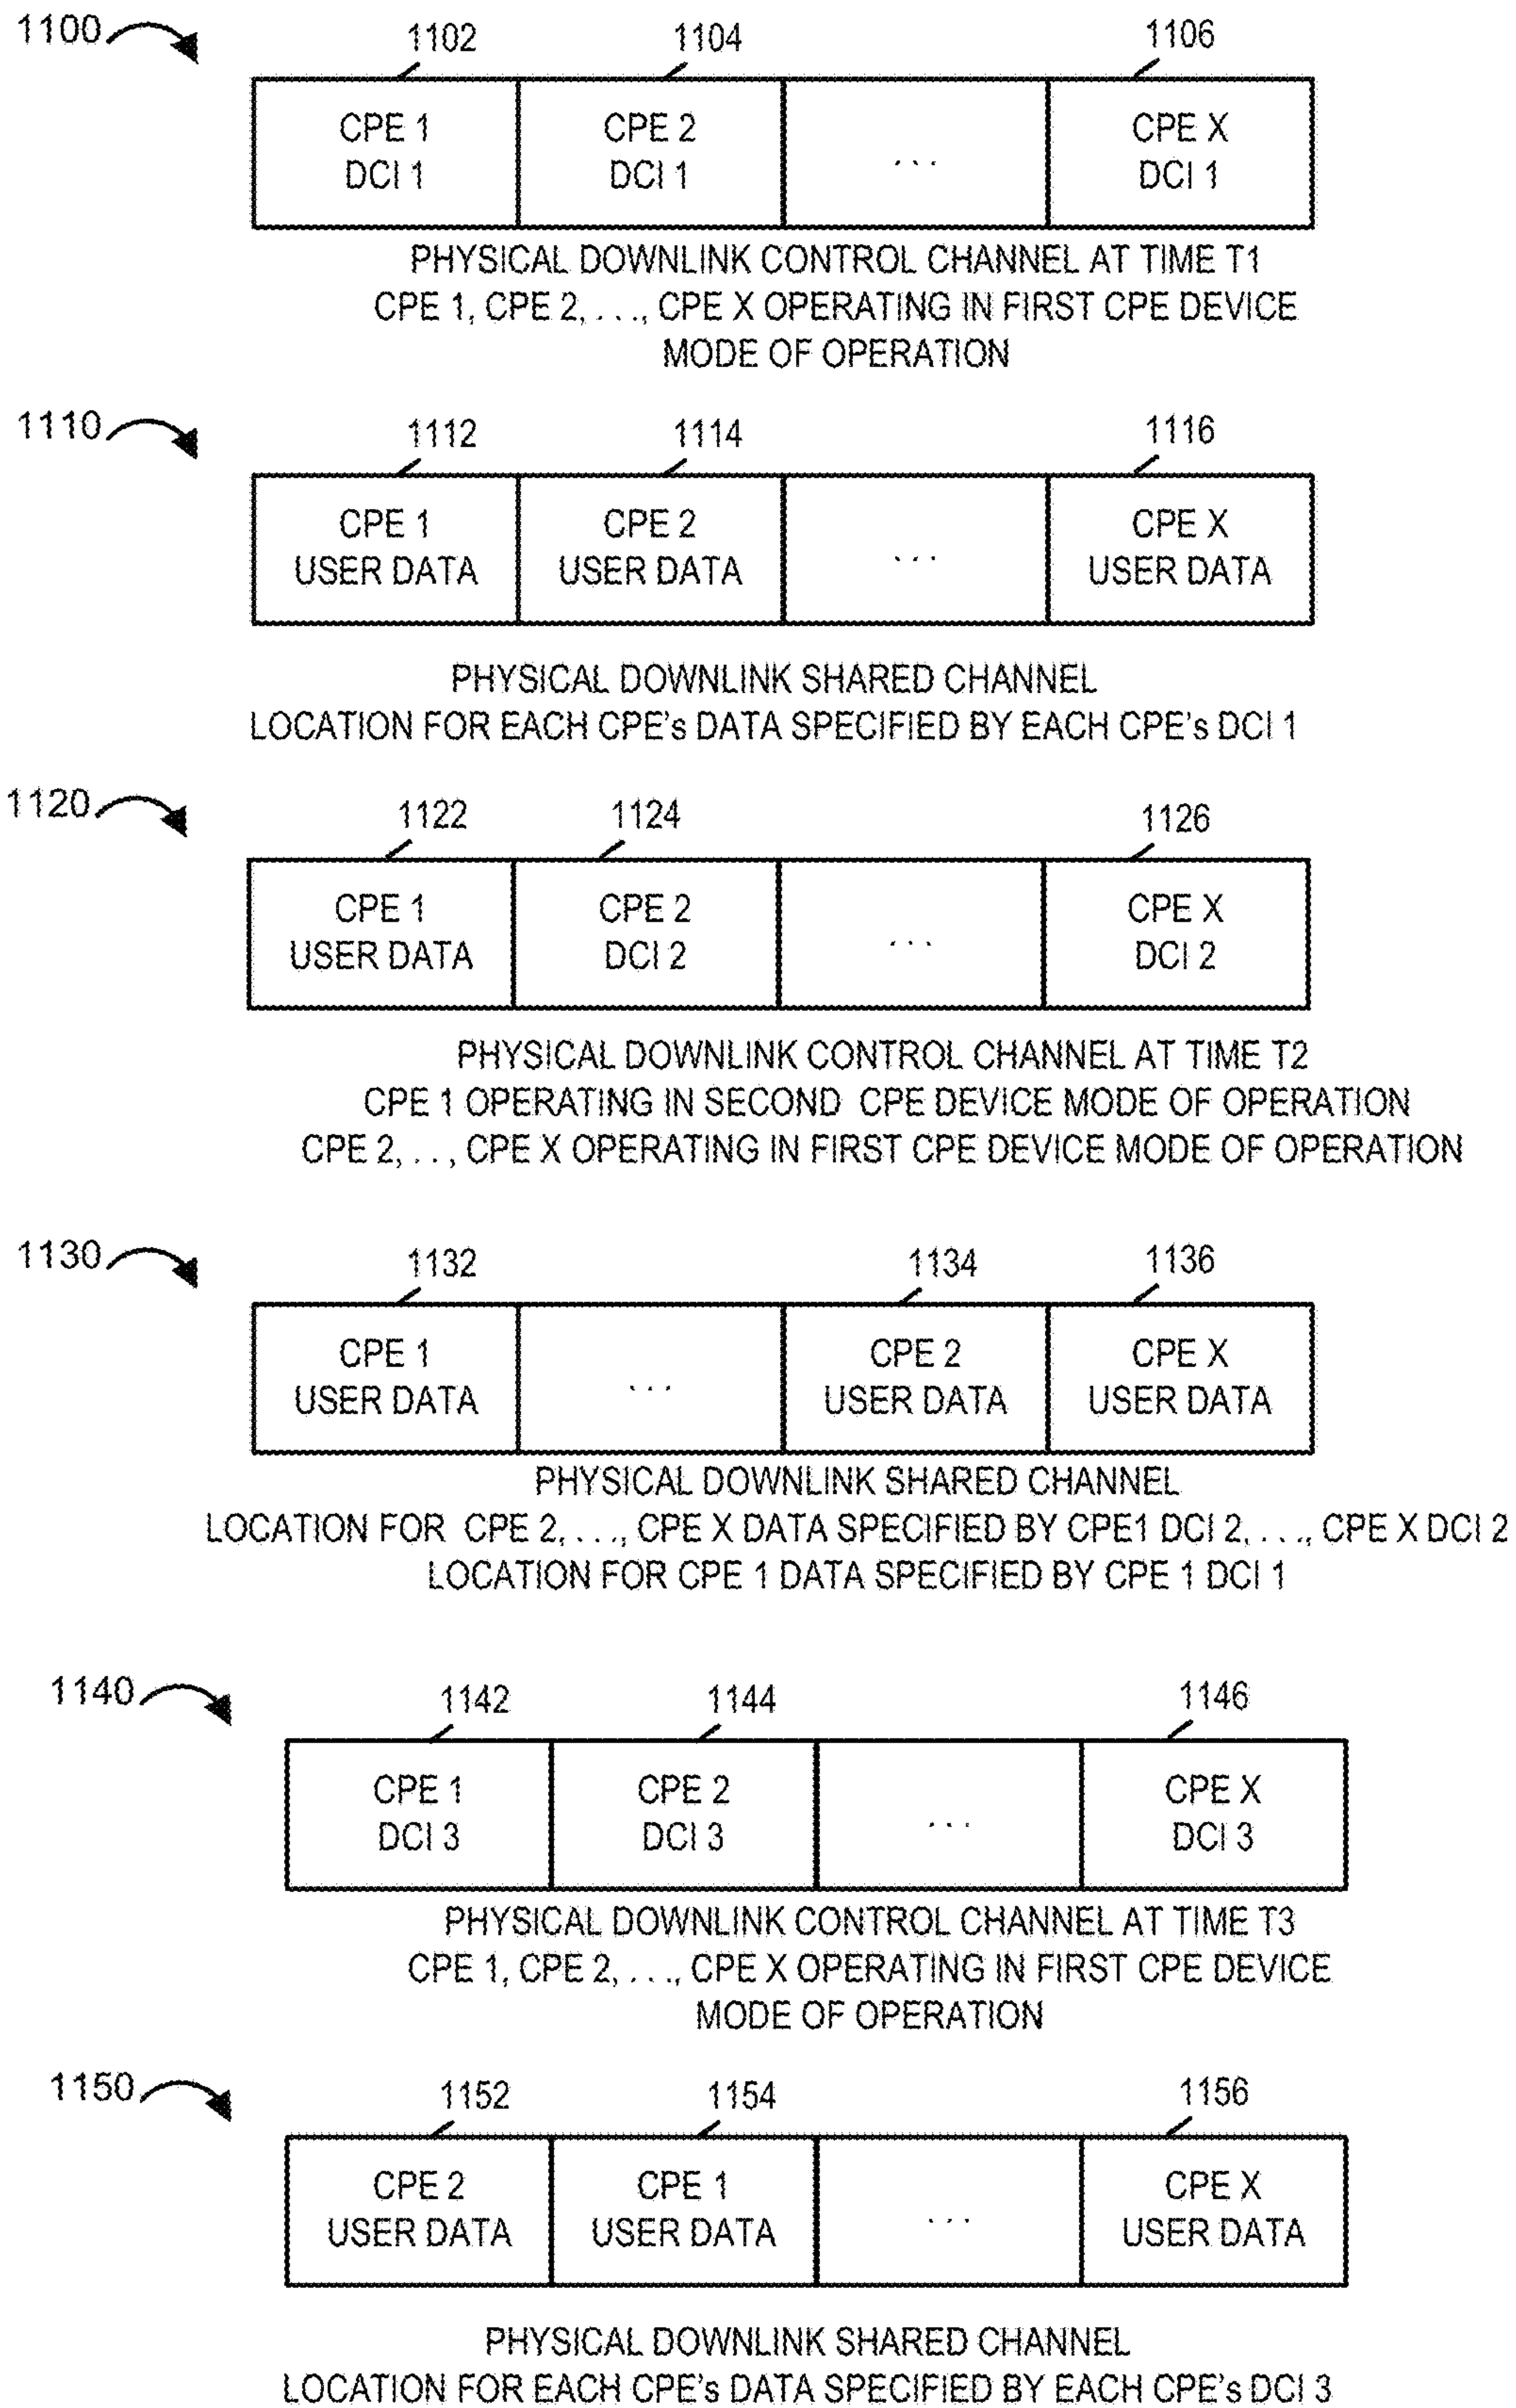 1100
1102 1104 1106
CPE 1 CPE 2 CPE X
DCI 1 DCI 1 . . . DCI 1
PHYSICAL DOWNLINK CONTROL CHANNEL AT TIME T1
CPE 1, CPE 2, . . ., CPE X OPERATING IN FIRST CPE DEVICE
MODE OF OPERATION
1110
1112 1114 1116
CPE 1 CPE 2 CPE X
USER DATA USER DATA . . . USER DATA
PHYSICAL DOWNLINK SHARED CHANNEL
LOCATION FOR EACH CPE's DATA SPECIFIED BY EACH CPE's DCI 1
1120
1122 1124 1126
CPE 1 CPE 2 CPE X
USER DATA DCI 2 . . . DCI 2
PHYSICAL DOWNLINK CONTROL CHANNEL AT TIME T2
CPE 1 OPERATING IN SECOND CPE DEVICE MODE OF OPERATION
CPE 2, . . , CPE X OPERATING IN FIRST CPE DEVICE MODE OF OPERATION
1130
1132 1134 1136
CPE 1 CPE 2 CPE X
USER DATA . . . USER DATA USER DATA
PHYSICAL DOWNLINK SHARED CHANNEL
LOCATION FOR CPE 2, . . ., CPE X DATA SPECIFIED BY CPE1 DCI 2, . . ., CPE X DCI 2
LOCATION FOR CPE 1 DATA SPECIFIED BY CPE 1 DCI 1
1140
1142 1144 1146
CPE 1 CPE 2 CPE X
DCI 3 DCI 3 . . . DCI 3
PHYSICAL DOWNLINK CONTROL CHANNEL AT TIME T3
CPE 1, CPE 2, . . ., CPE X OPERATING IN FIRST CPE DEVICE
MODE OF OPERATION
1150
1152 1154 1156
CPE 2 CPE 1 CPE X
USER DATA USER DATA . . . USER DATA
PHYSICAL DOWNLINK SHARED CHANNEL
LOCATION FOR EACH CPE's DATA SPECIFIED BY EACH CPE's DCI 3